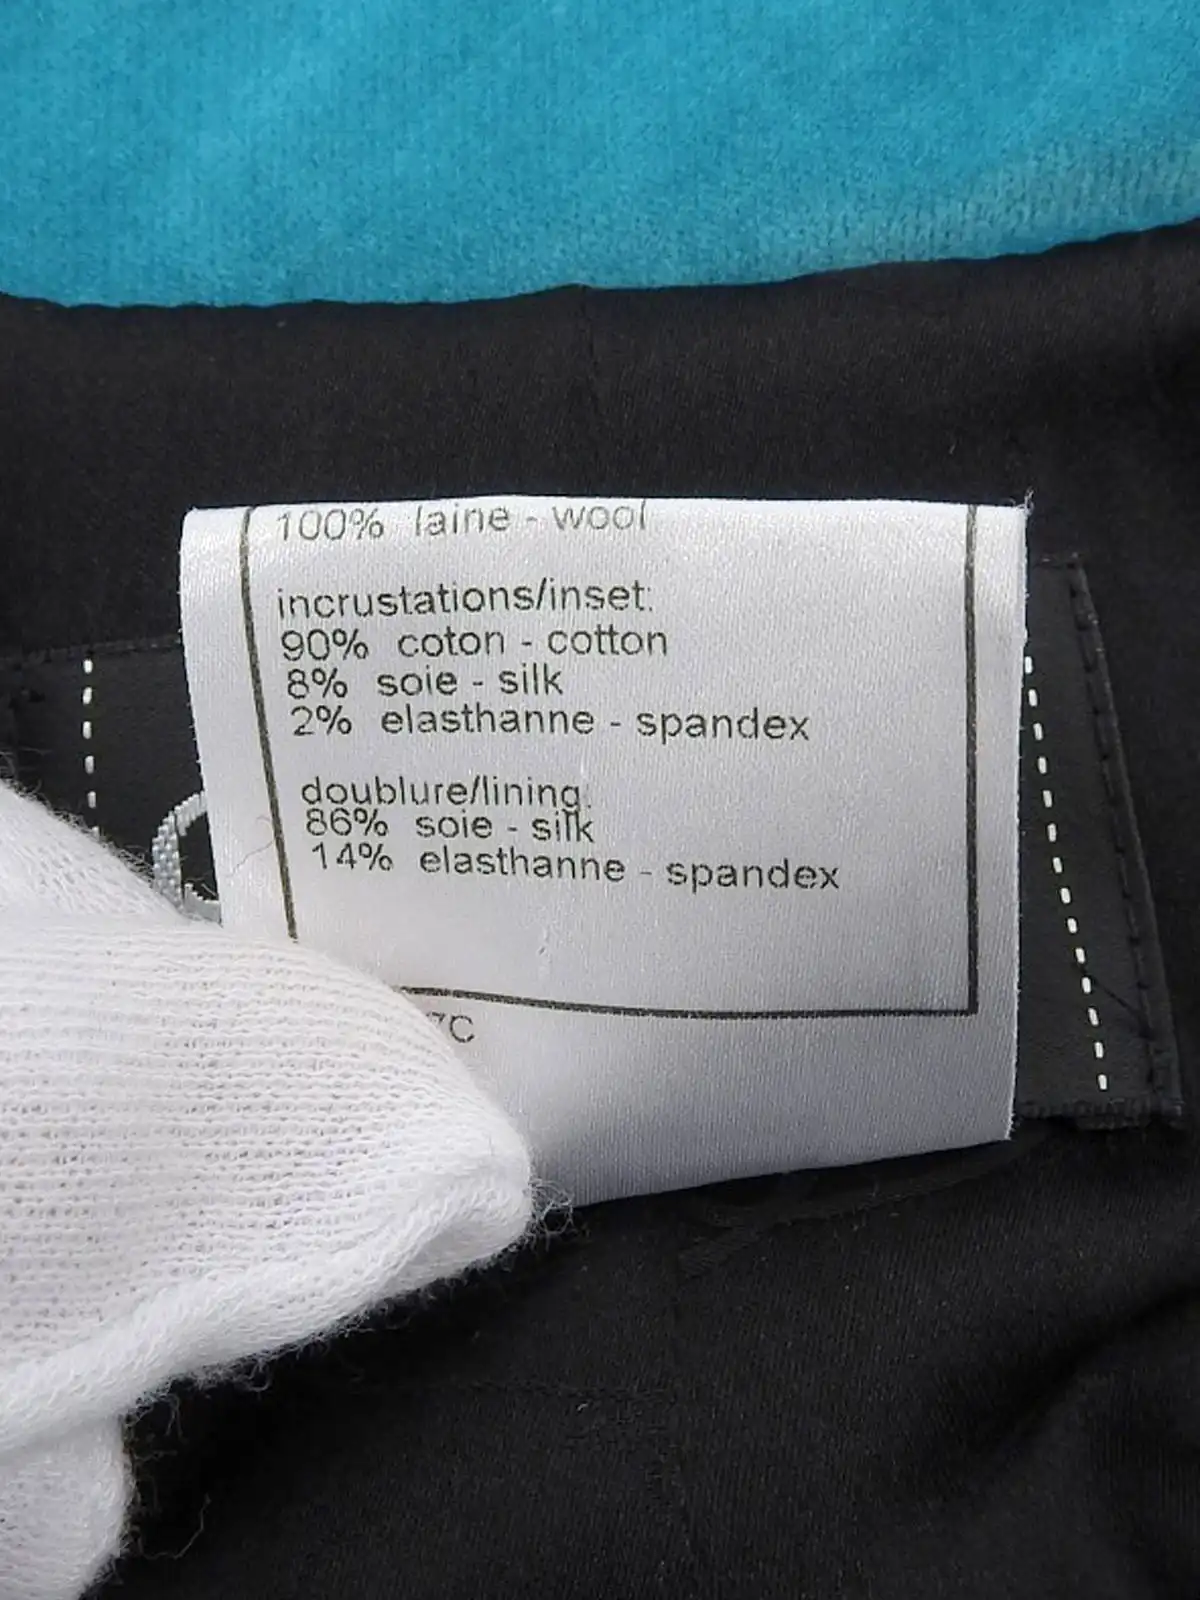 100% laine - wool
incrustations/inset:
90% coton - cotton
8% soie - silk
2% elasthanne - spandex
doublure/lining:
86% soie - silk
14% elasthanne - spandex
7C